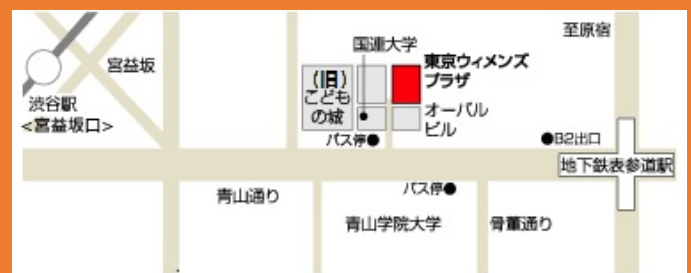 至原宿
国連大学
宮益坂
東京ウィメンズ
プラザ
(旧)
こども
の城
渋谷駅
<宮益坂口>
オーバル
ビル
バス停●
●B2出口
地下鉄表参道駅
青山通り
バス停●
青山学院大学
骨董通り